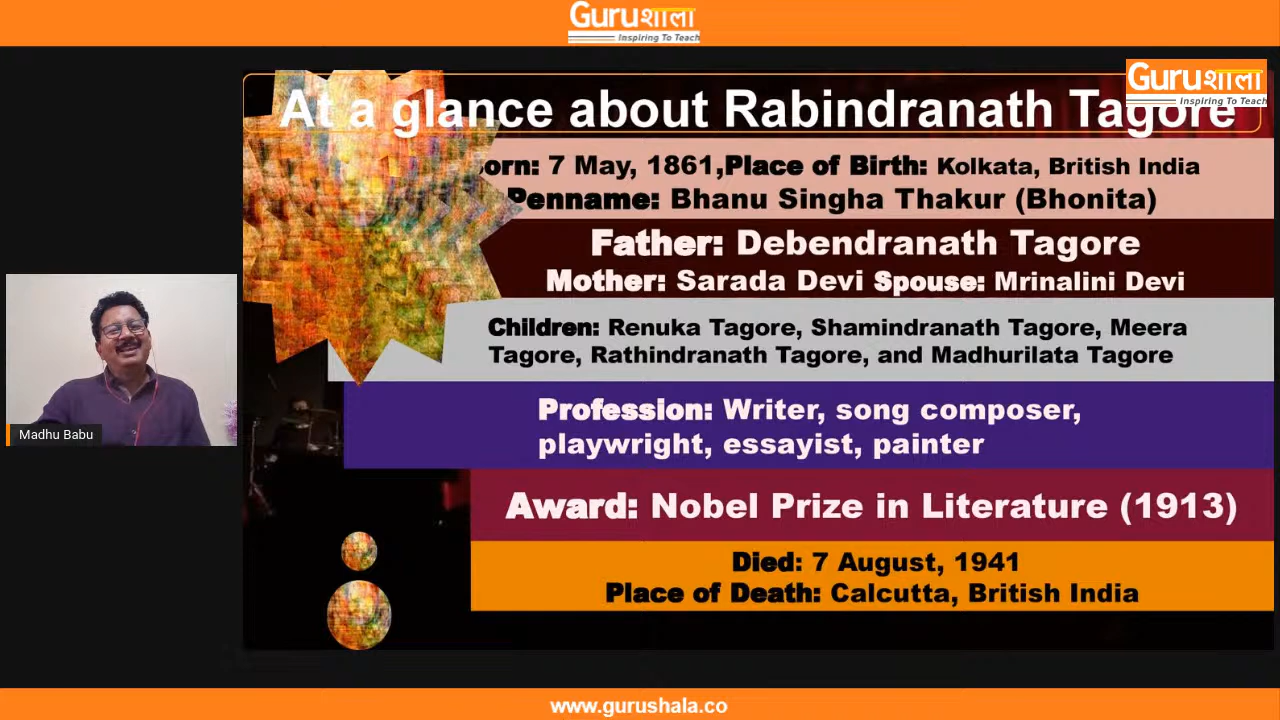 Guruशाला
Inspiring To Teach
Guruशाला
Inspiring To Teach
At a glance about Rabindranath Tagore
orn: 7 May, 1861,Place of Birth: Kolkata, British India
Penname: Bhanu Singha Thakur (Bhonita)
Father: Debendranath Tagore
Mother: Sarada Devi Spouse: Mrinalini Devi
Children: Renuka Tagore, Shamindranath Tagore, Meera
Tagore, Rathindranath Tagore, and Madhurilata Tagore
Profession: Writer, song composer,
playwright, essayist, painter
Award: Nobel Prize in Literature (1913)
Died: 7 August, 1941
Place of Death: Calcutta, British India
Madhu Babu
www.gurushala.co